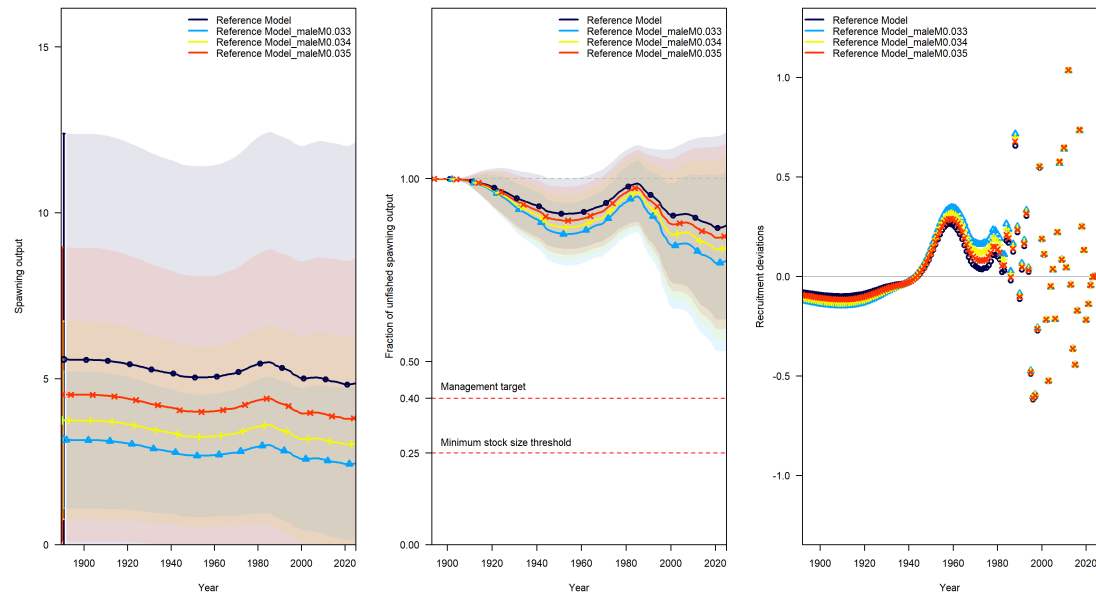 Reference Model
Reference Model_maleM0.033
Reference Model_maleM0.034
Reference Model_maleM0.035
15
10
5
0
Spawning output
1900
1920
1940
1960
1980
2000
2020
Year
Reference Model
Reference Model_maleM0.033
Reference Model_maleM0.034
Reference Model_maleM0.035
1.00
0.50
0.40
0.25
0.00
Fraction of unfished spawning output
Management target
Minimum stock size threshold
1900
1920
1940
1960
1980
2000
2020
Year
Reference Model
Reference Model_maleM0.033
Reference Model_maleM0.034
Reference Model_maleM0.035
1.0
0.5
0.0
-0.5
-1.0
Recruitment deviations
1900
1920
1940
1960
1980
2000
2020
Year